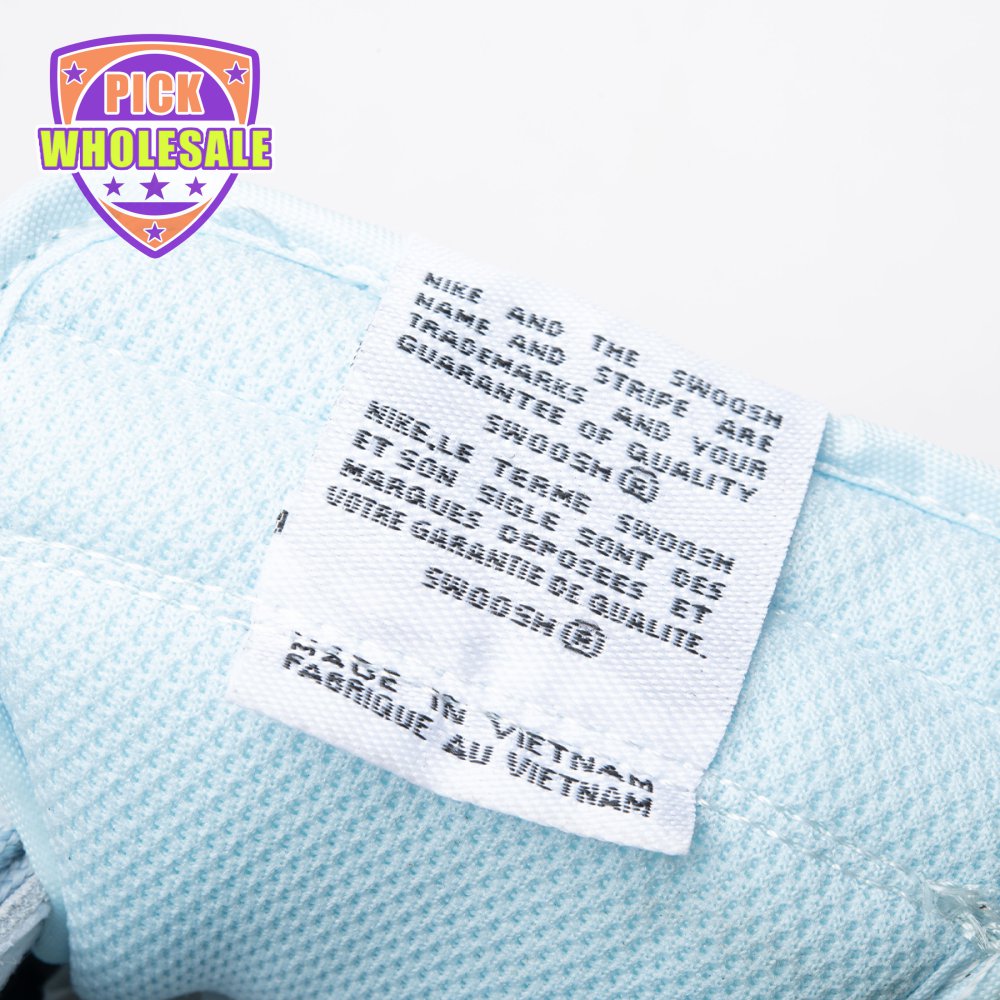 PICK
WHOLESALE
NIKE AND THE SWOOSH
NAME AND STRIPE ARE
TRADEMARKS AND YOUR
GUARANTEE OF QUALITY
SWOOSH ®
NIKE,LE TERME SWOOSH
ET SON SIGLE SONT DES
MARQUES DEPOSEES ET
VOTRE GARANTIE DE QUALITE.
SWOOSH ®
MADE IN VIETNAM
FABRIQUE AU VIETNAM